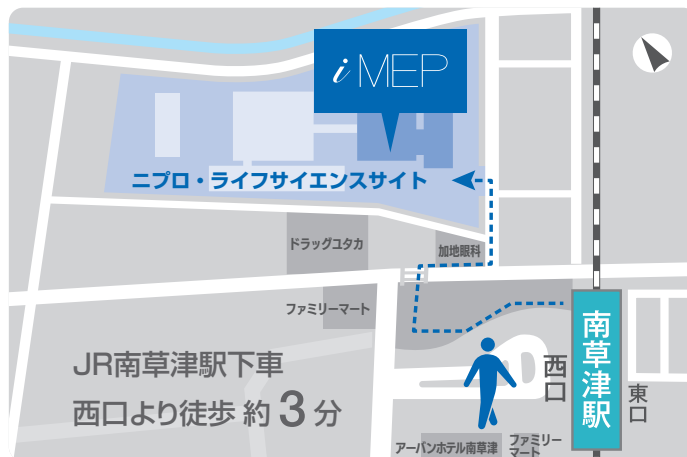 i MEP
ニプロ・ライフサイエンスサイト
ドラッグユタカ
加地眼科
ファミリーマート
JR南草津駅下車
西口より徒歩 約 3 分
西口
南草津駅
東口
アーバンホテル南草津
ファミリー
マート